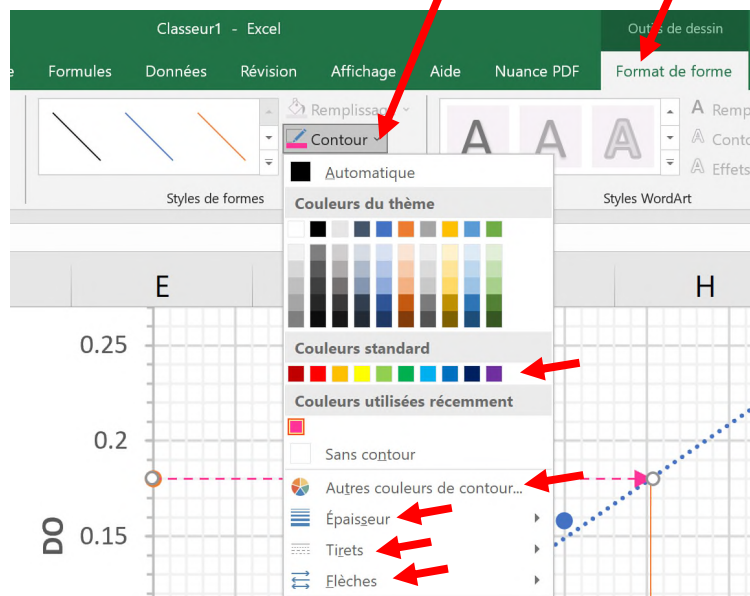 Classeur1 - Excel
Outils de dessin
Formules Données Révision Affichage Aide Nuance PDF Format de forme
Remplissage
Contour
A A A
A Remp
A Conto
A Effets
Automatique
Styles de formes
Styles WordArt
Couleurs du thème
E H
Couleurs standard
0.25
Couleurs utilisées récemment
0.2
Sans contour
Autres couleurs de contour...
Épaisseur
DO
0.15
Tirets
Flèches